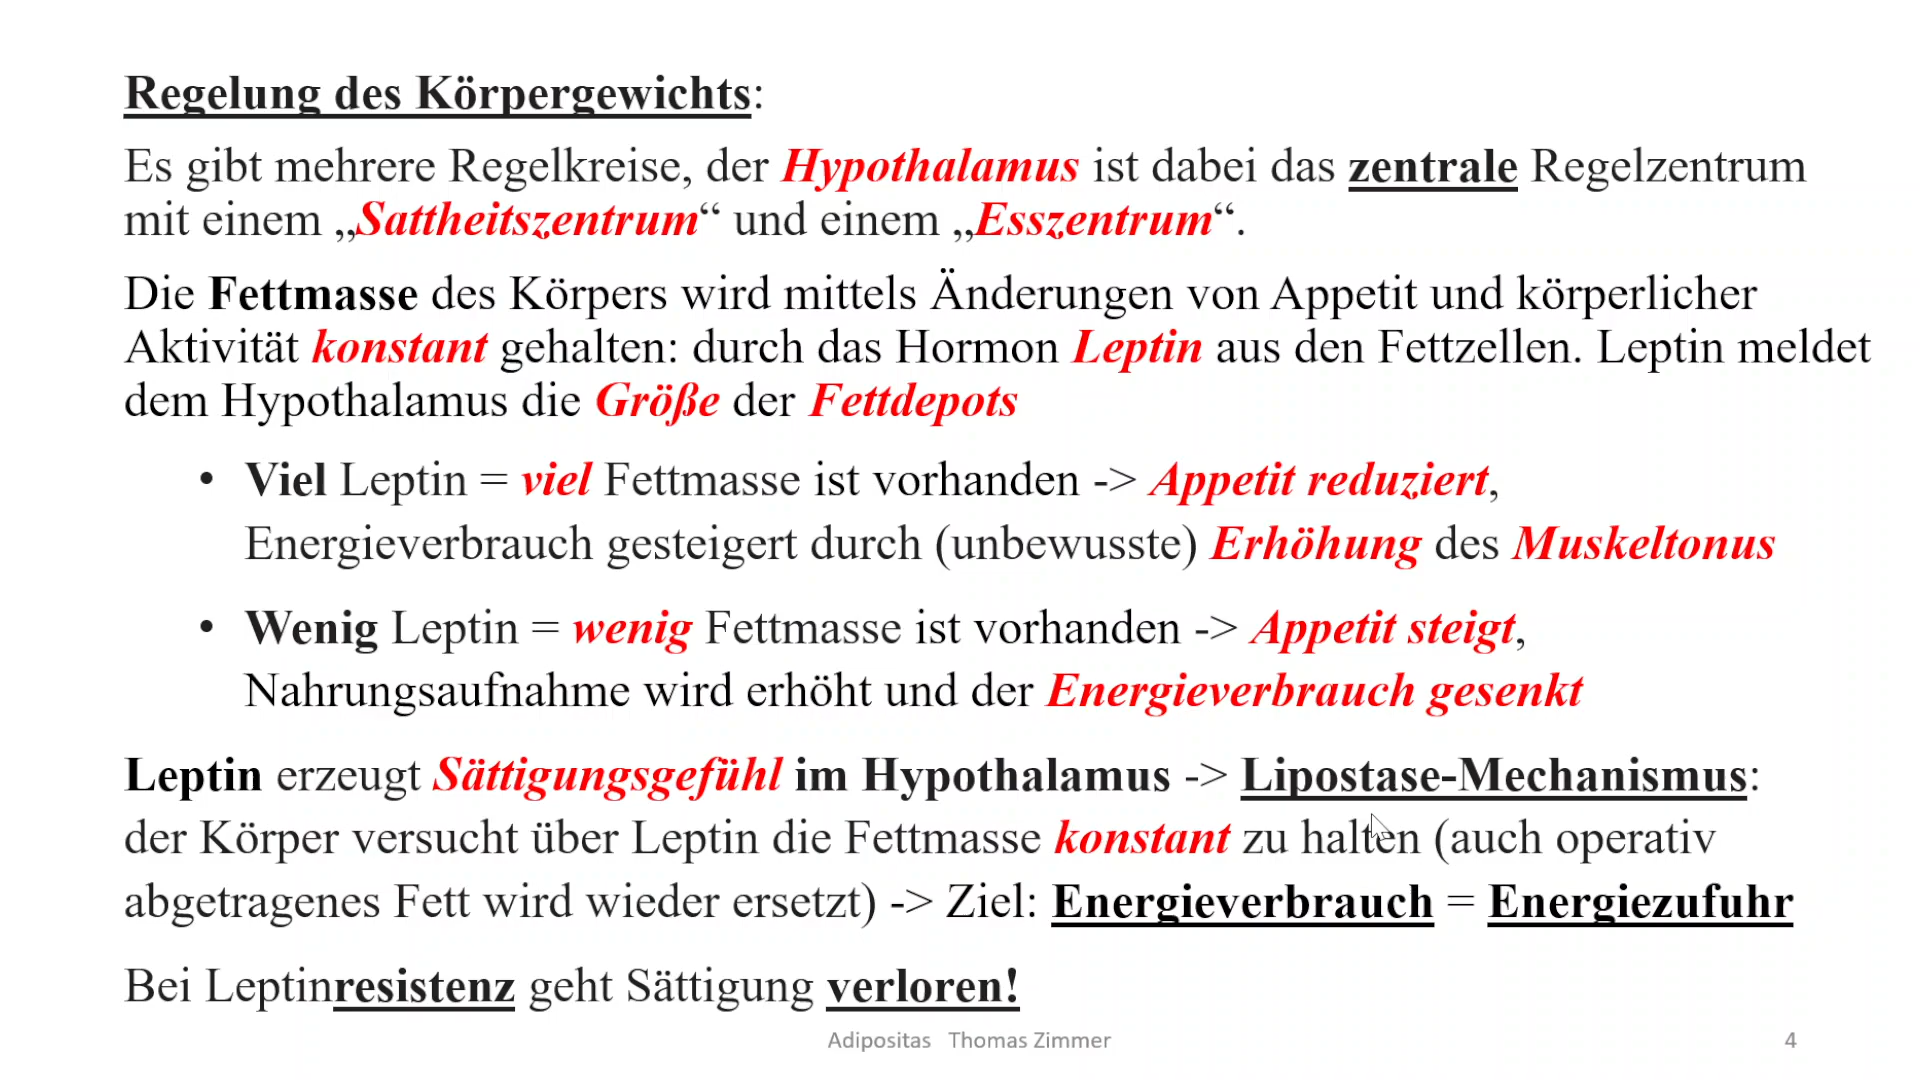 Regelung des Körpergewichts:
Es gibt mehrere Regelkreise, der Hypothalamus ist dabei das zentrale Regelzentrum
mit einem „Sattheitszentrum“ und einem „Esszentrum“.
Die Fettmasse des Körpers wird mittels Änderungen von Appetit und körperlicher
Aktivität konstant gehalten: durch das Hormon Leptin aus den Fettzellen. Leptin meldet
dem Hypothalamus die Größe der Fettdepots
• Viel Leptin = viel Fettmasse ist vorhanden -> Appetit reduziert,
Energieverbrauch gesteigert durch (unbewusste) Erhöhung des Muskeltonus
• Wenig Leptin = wenig Fettmasse ist vorhanden -> Appetit steigt,
Nahrungsaufnahme wird erhöht und der Energieverbrauch gesenkt
Leptin erzeugt Sättigungsgefühl im Hypothalamus -> Lipostase-Mechanismus:
der Körper versucht über Leptin die Fettmasse konstant zu halten (auch operativ
abgetragenes Fett wird wieder ersetzt) -> Ziel: Energieverbrauch = Energiezufuhr
Bei Leptinresistenz geht Sättigung verloren!
Adipositas Thomas Zimmer
4